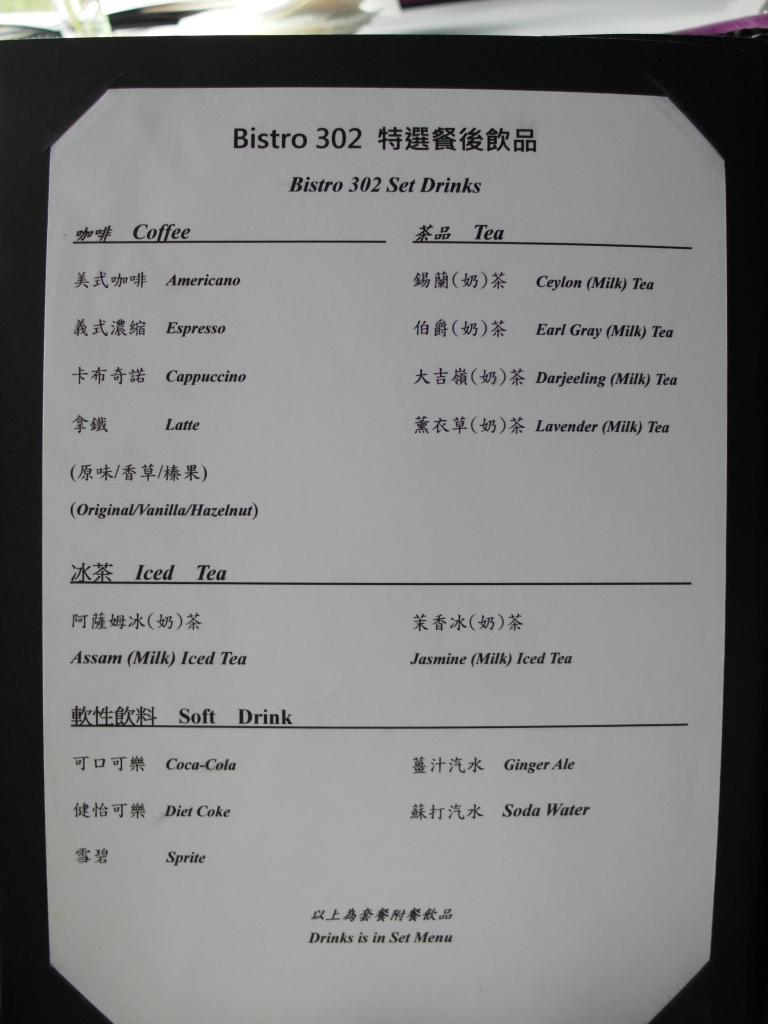 Bistro 302 特選餐後飲品
Bistro 302 Set Drinks
咖啡 Coffee
美式咖啡 Americano
義式濃縮 Espresso
卡布奇諾 Cappuccino
拿鐵 Latte
(原味/香草/榛果)
(Original/Vanilla/Hazelnut)
茶品 Tea
錫蘭(奶)茶 Ceylon (Milk) Tea
伯爵(奶)茶 Earl Gray (Milk) Tea
大吉嶺(奶)茶 Darjeeling (Milk) Tea
薰衣草(奶)茶 Lavender (Milk) Tea
冰茶 Iced Tea
阿薩姆冰(奶)茶
Assam (Milk) Iced Tea
茉香冰(奶)茶
Jasmine (Milk) Iced Tea
軟性飲料 Soft Drink
可口可樂 Coca-Cola
健怡可樂 Diet Coke
雪碧 Sprite
薑汁汽水 Ginger Ale
蘇打汽水 Soda Water
以上為套餐附餐飲品
Drinks is in Set Menu